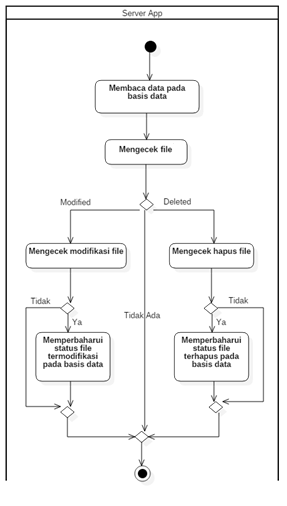 Server App
Membaca data pada
basis data
Mengecek file
Modified
Deleted
Mengecek modifikasi file
Mengecek hapus file
Tidak
Tidak Ada
Tidak
Ya
Ya
Memperbaharui
status file
termodifikasi
pada basis data
Memperbaharui
status file
terhapus pada
basis data